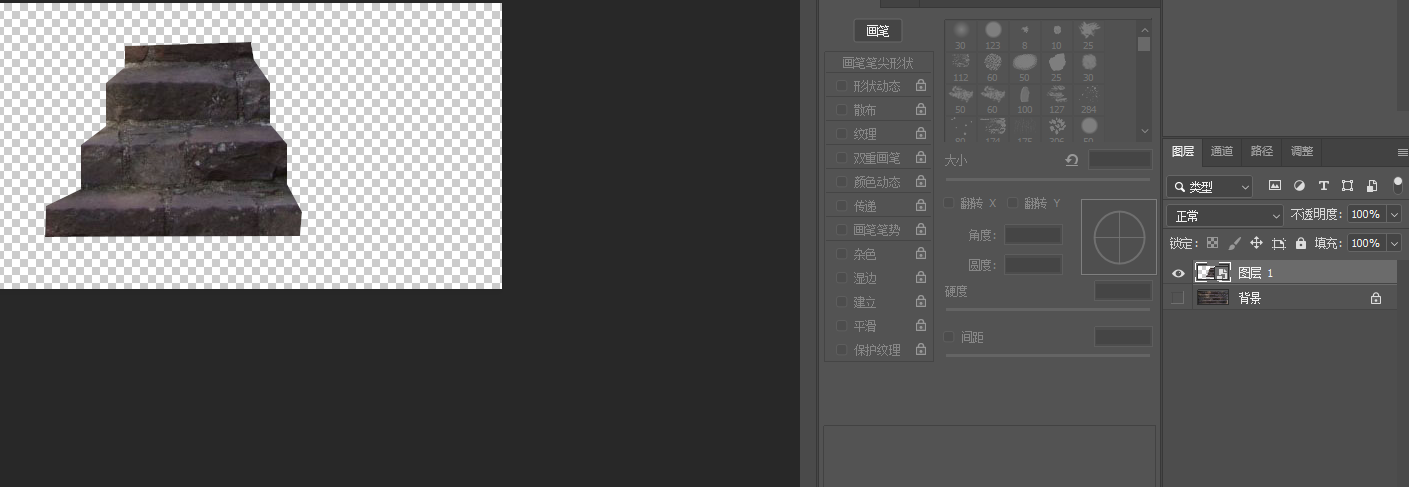 画笔
30 123 8 10 25
画笔笔尖形状
112 60 50 25 30
形状动态
50 60 100 127 284
散布
纹理
双重画笔
大小
颜色动态
传递
翻转 X 翻转 Y
画笔笔势
角度:
杂色
圆度:
湿边
硬度
建立
平滑
间距
保护纹理
图层 通道 路径 调整
类型
正常 不透明度: 100%
锁定: 填充: 100%
图层 1
背景